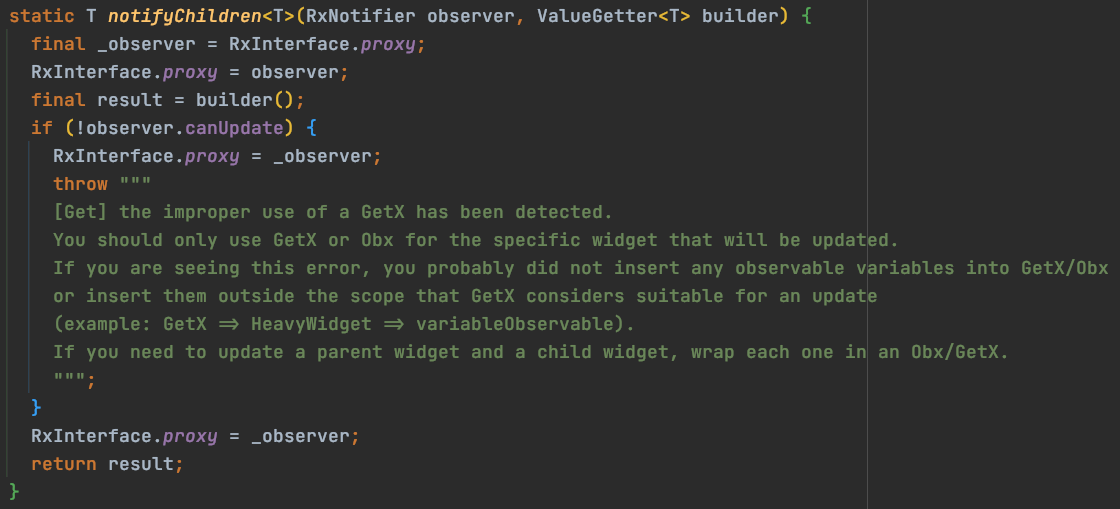 static T notifyChildren<T>(RxNotifier observer, ValueGetter<T> builder) {
final _observer = RxInterface.proxy;
RxInterface.proxy = observer;
final result = builder();
if (!observer.canUpdate) {
RxInterface.proxy = _observer;
throw """
[Get] the improper use of a GetX has been detected.
You should only use GetX or Obx for the specific widget that will be updated.
If you are seeing this error, you probably did not insert any observable variables into GetX/Obx
or insert them outside the scope that GetX considers suitable for an update
(example: GetX => HeavyWidget => variableObservable).
If you need to update a parent widget and a child widget, wrap each one in an Obx/GetX.
""";
}
RxInterface.proxy = _observer;
return result;
}